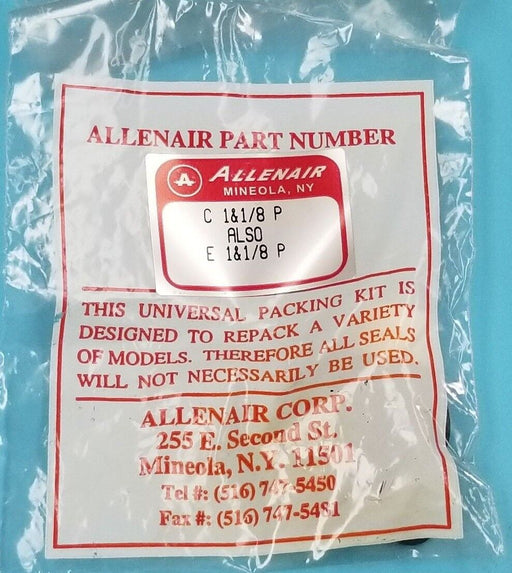 ALLENAIR PART NUMBER
A ALLENAIR
MINEOLA, NY
C 1&1/8 P
ALSO
E 1&1/8 P
THIS UNIVERSAL PACKING KIT IS
DESIGNED TO REPACK A VARIETY
OF MODELS. THEREFORE ALL SEALS
WILL NOT NECESSARILY BE USED.
ALLENAIR CORP.
255 E. Second St.
Mineola, N.Y. 11501
Tel #: (516) 747-5450
Fax #: (516) 747-5481